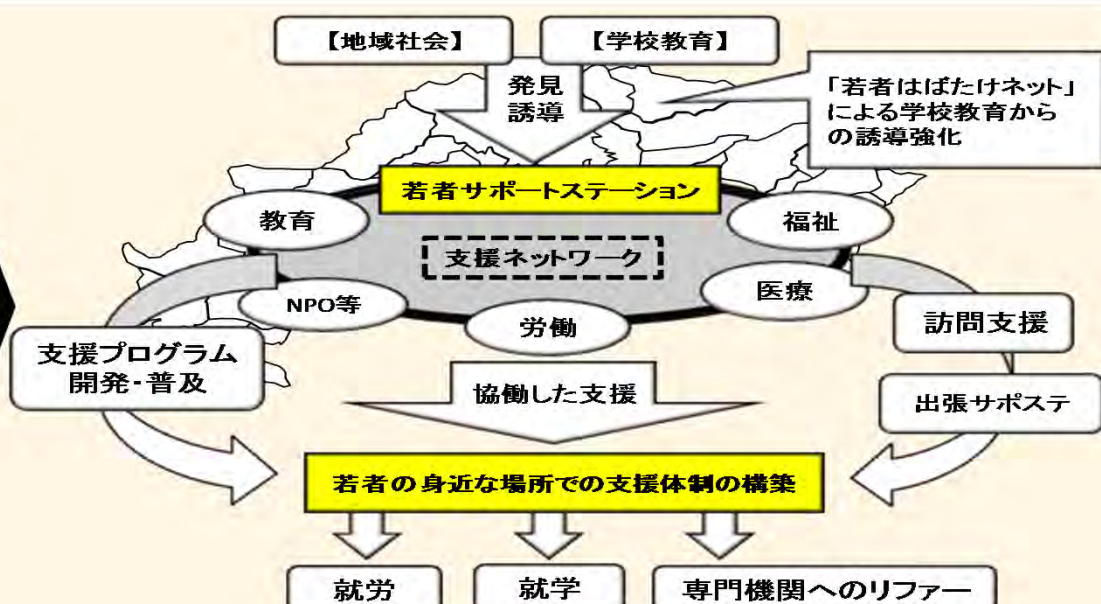 【地域社会】
【学校教育】
発見
誘導
「若者はばたけネット」
による学校教育から
の誘導強化
若者サポートステーション
教育
福祉
支援ネットワーク
NPO等
医療
労働
訪問支援
支援プログラム
開発・普及
協働した支援
出張サポステ
若者の身近な場所での支援体制の構築
就労
就学
専門機関へのリファー